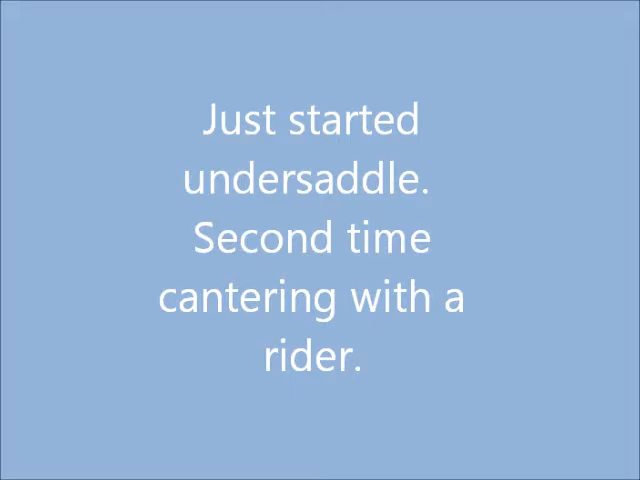 Just started
undersaddle.
Second time
cantering with a
rider.